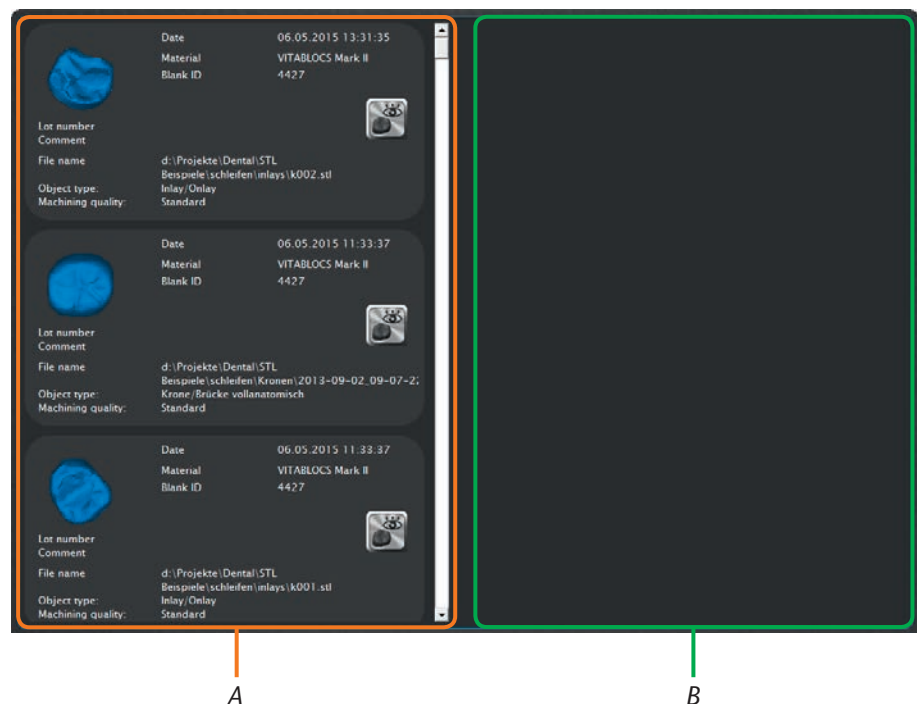 Date 06.05.2015 13:31:35
Material VITABLOCS Mark II
Blank ID 4427
Lot number
Comment
File name d:\Projekte\Dental\STL
Beispiele\schleifen\inlays\k002.stl
Object type: Inlay/Onlay
Machining quality: Standard
Date 06.05.2015 11:33:37
Material VITABLOCS Mark II
Blank ID 4427
Lot number
Comment
File name d:\Projekte\Dental\STL
Beispiele\schleifen\Kronen\2013-09-02_09-07-22
Object type: Krone/Brücke vollanatomisch
Machining quality: Standard
Date 06.05.2015 11:33:37
Material VITABLOCS Mark II
Blank ID 4427
Lot number
Comment
File name d:\Projekte\Dental\STL
Beispiele\schleifen\inlays\k001.stl
Object type: Inlay/Onlay
Machining quality: Standard
A B